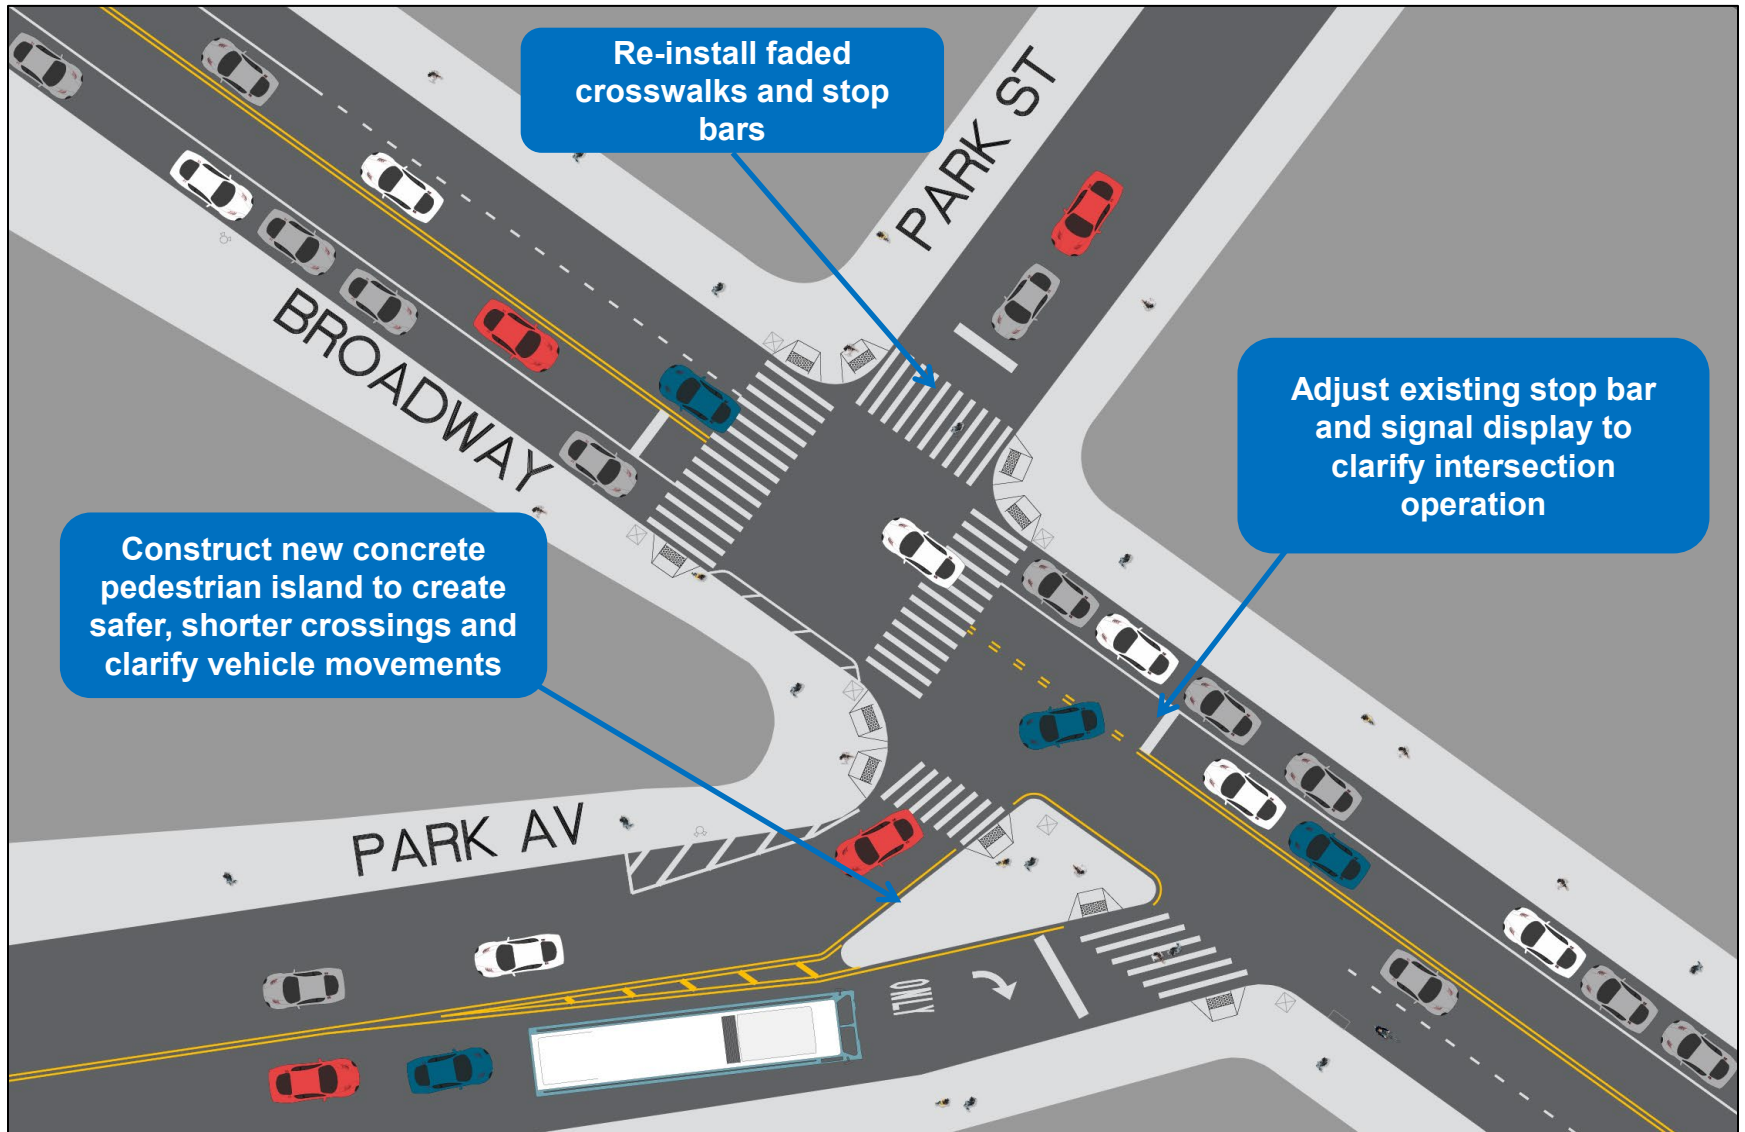 Re-install faded
crosswalks and stop
bars
PARK ST
BROADWAY
Adjust existing stop bar
and signal display to
clarify intersection
operation
Construct new concrete
pedestrian island to create
safer, shorter crossings and
clarify vehicle movements
PARK AV
ONLY